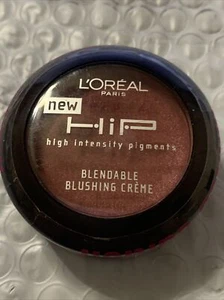 L'ORÉAL
PARIS
new
HiP
high intensity pigments
BLENDABLE
BLUSHING CRÈME